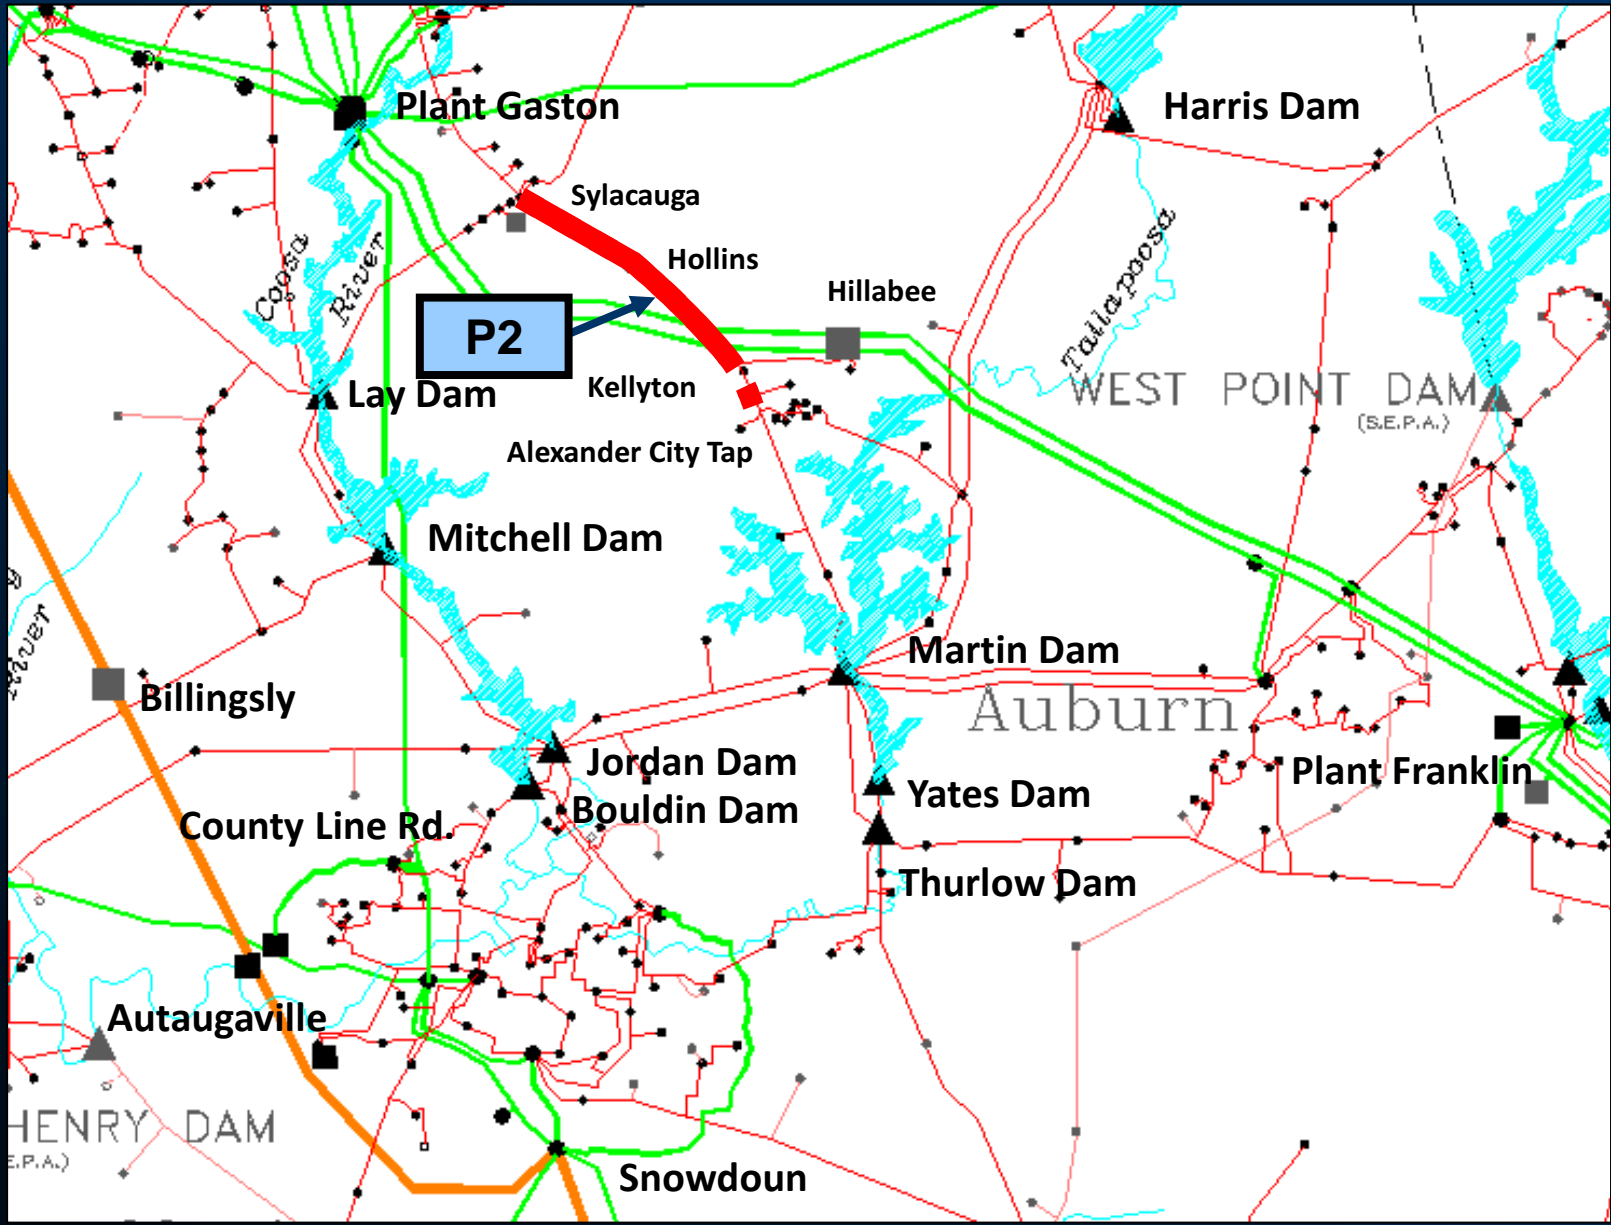 Plant Gaston
Harris Dam
Sylacauga
Hollins
Hillabee
Coosa
River
Tallapoosa
P2
Kellyton
Lay Dam
WEST POINT DAM
(S.E.P.A.)
Alexander City Tap
Mitchell Dam
River
Martin Dam
Billingsly
Auburn
Jordan Dam
Plant Franklin
Bouldin Dam
Yates Dam
County Line Rd.
Thurlow Dam
Autaugaville
HENRY DAM
E.P.A.)
Snowdoun